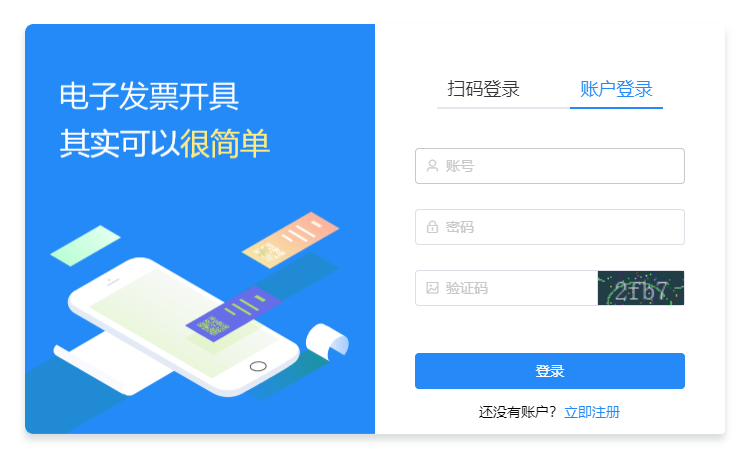 电子发票开具
其实可以很简单
扫码登录 账户登录
账号
密码
验证码 2fb7
登录
还没有账户？立即注册